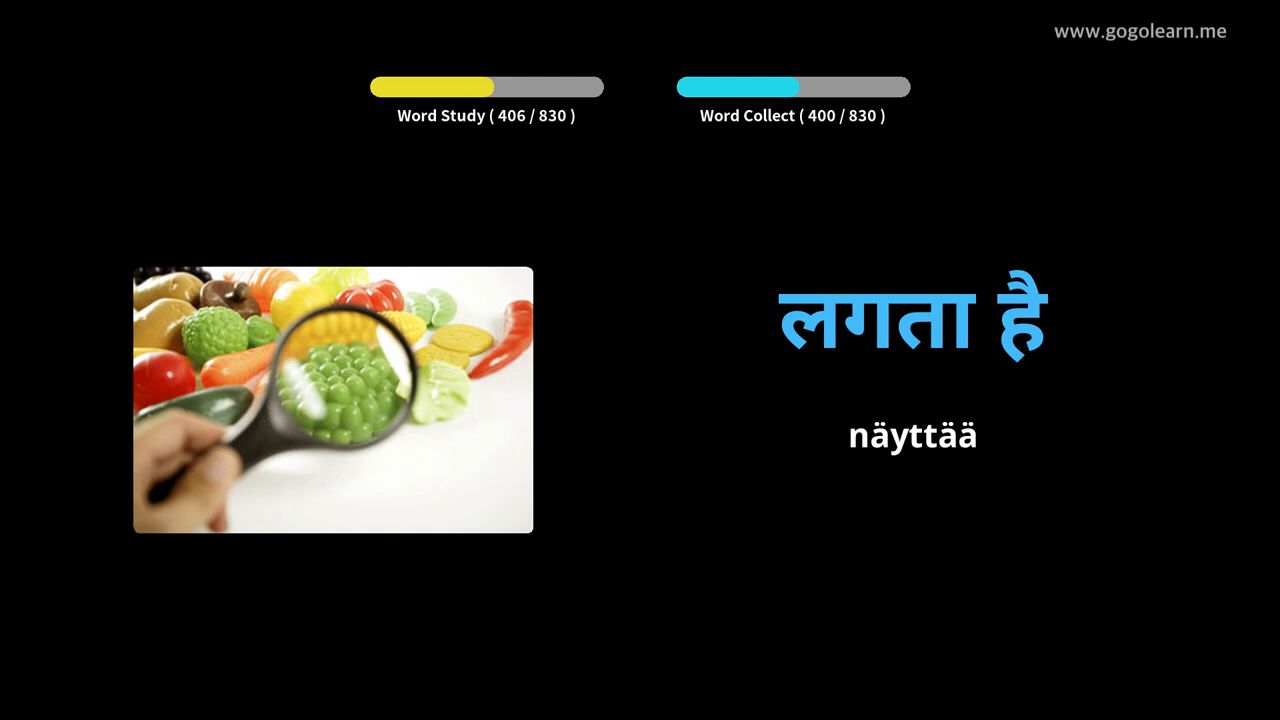 www.gogolearn.me
Word Study ( 406 / 830 )
Word Collect ( 400 / 830 )
लगता है
näyttää